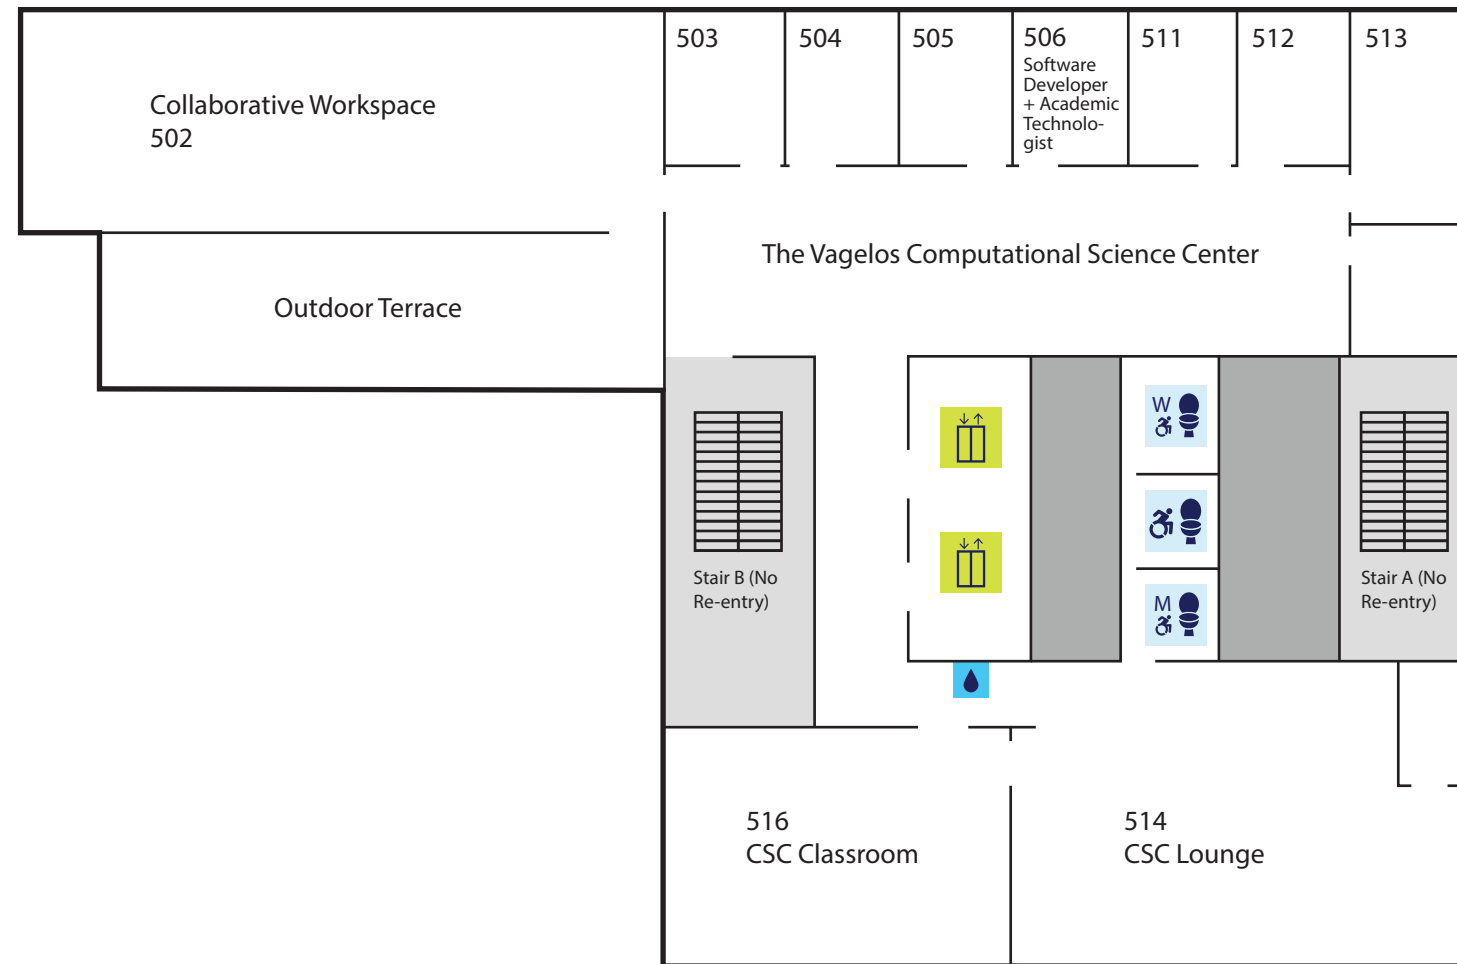 503
504
505
506
Software
Developer
+ Academic
Technolo-
gist
511
512
513
Collaborative Workspace
502
The Vagelos Computational Science Center
Outdoor Terrace
W
M
Stair B (No
Re-entry)
Stair A (No
Re-entry)
516
CSC Classroom
514
CSC Lounge